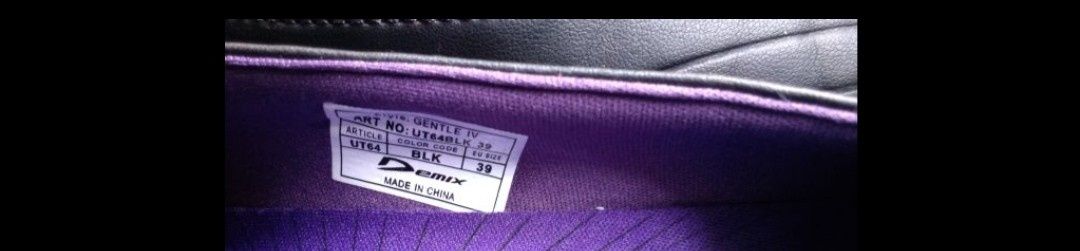 GENTLE IV
ART NO: UT64BLK 39
ARTICLE COLOR CODE EU SIZE
UT64 BLK 39
Demix
MADE IN CHINA